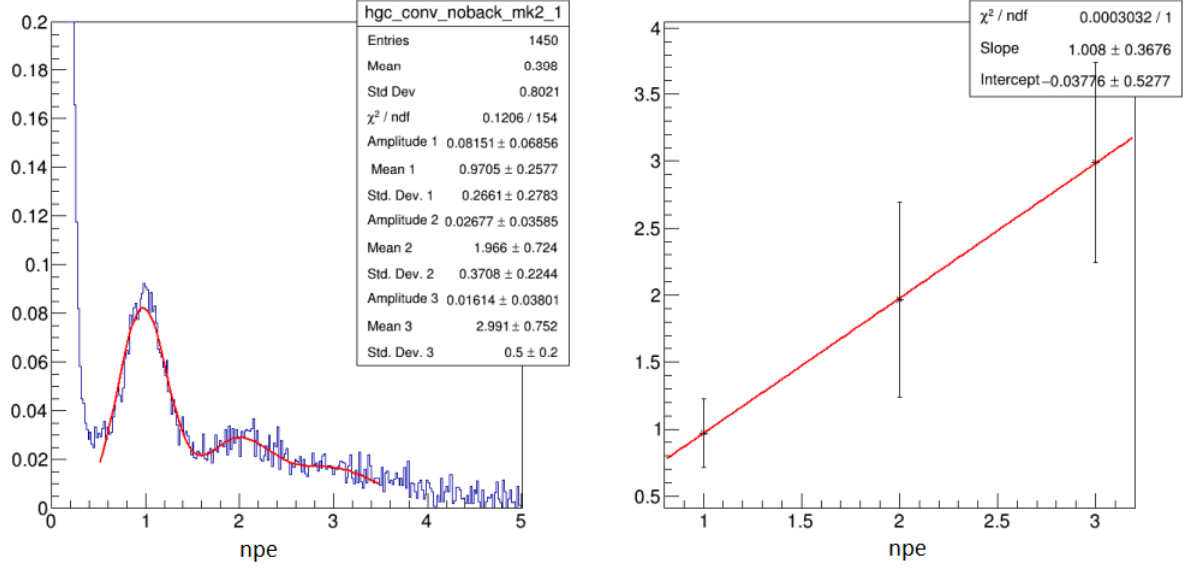 hgc_conv_noback_mk2_1
Entries 1450
Mean 0.398
Std Dev 0.8021
χ² / ndf 0.1206 / 154
Amplitude 1 0.08151 ± 0.06856
Mean 1 0.9705 ± 0.2577
Std. Dev. 1 0.2661 ± 0.2783
Amplitude 2 0.02677 ± 0.03585
Mean 2 1.966 ± 0.724
Std. Dev. 2 0.3708 ± 0.2244
Amplitude 3 0.01614 ± 0.03801
Mean 3 2.991 ± 0.752
Std. Dev. 3 0.5 ± 0.2
0.2
0.18
0.16
0.14
0.12
0.1
0.08
0.06
0.04
0.02
0
0 1 2 3 4 5
npe
χ² / ndf 0.0003032 / 1
Slope 1.008 ± 0.3676
Intercept −0.03776 ± 0.5277
4
3.5
3
2.5
2
1.5
1
0.5
1 1.5 2 2.5 3
npe